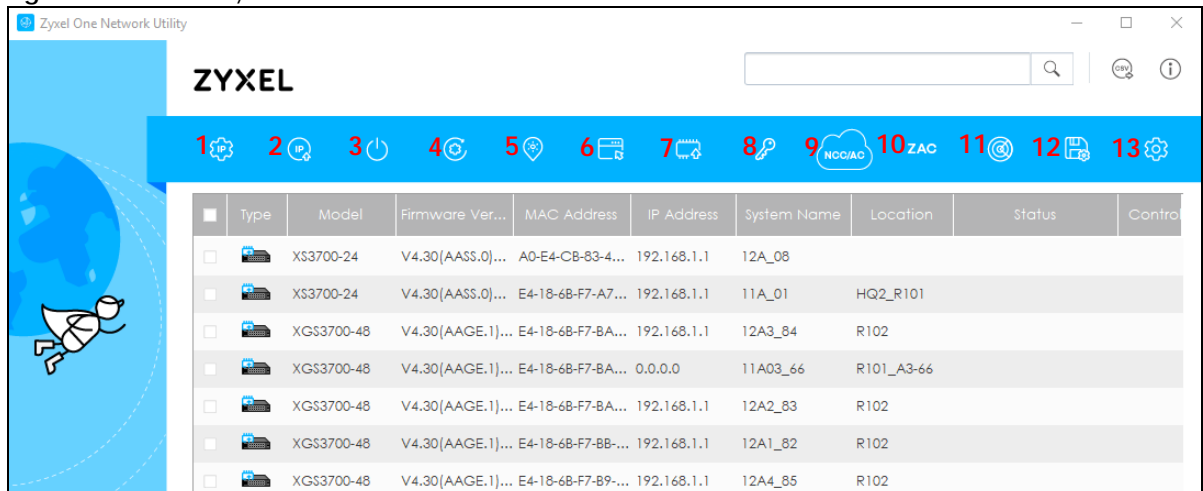 Zyxel One Network Utility
ZYXEL
CSV
1 IP 2 IP 3 4 5 6 7 8 9 NCC/AC 10 ZAC 11 12 13
Type Model Firmware Ver... MAC Address IP Address System Name Location Status Control
XS3700-24 V4.30(AASS.0)... A0-E4-CB-83-4... 192.168.1.1 12A_08
XS3700-24 V4.30(AASS.0)... E4-18-6B-F7-A7... 192.168.1.1 11A_01 HQ2_R101
XGS3700-48 V4.30(AAGE.1)... E4-18-6B-F7-BA... 192.168.1.1 12A3_84 R102
XGS3700-48 V4.30(AAGE.1)... E4-18-6B-F7-BA... 0.0.0.0 11A03_66 R101_A3-66
XGS3700-48 V4.30(AAGE.1)... E4-18-6B-F7-BA... 192.168.1.1 12A2_83 R102
XGS3700-48 V4.30(AAGE.1)... E4-18-6B-F7-BB-... 192.168.1.1 12A1_82 R102
XGS3700-48 V4.30(AAGE.1)... E4-18-6B-F7-B9-... 192.168.1.1 12A4_85 R102